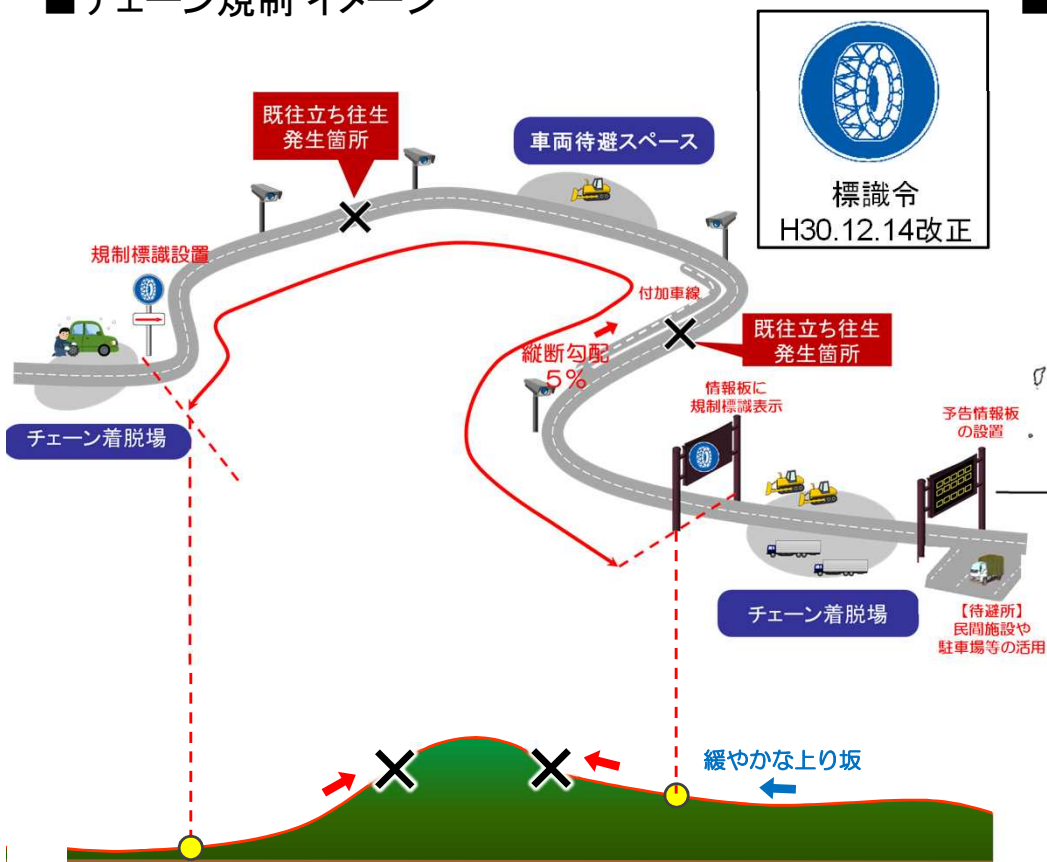 ■チェーン規制 イメージ
標識令
H30.12.14改正
既往立ち往生
発生箇所
車両待避スペース
規制標識設置
付加車線
既往立ち往生
発生箇所
縦断勾配
5%
情報板に
規制標識表示
予告情報板
の設置
チェーン着脱場
チェーン着脱場
【待避所】
民間施設や
駐車場等の活用
緩やかな上り坂